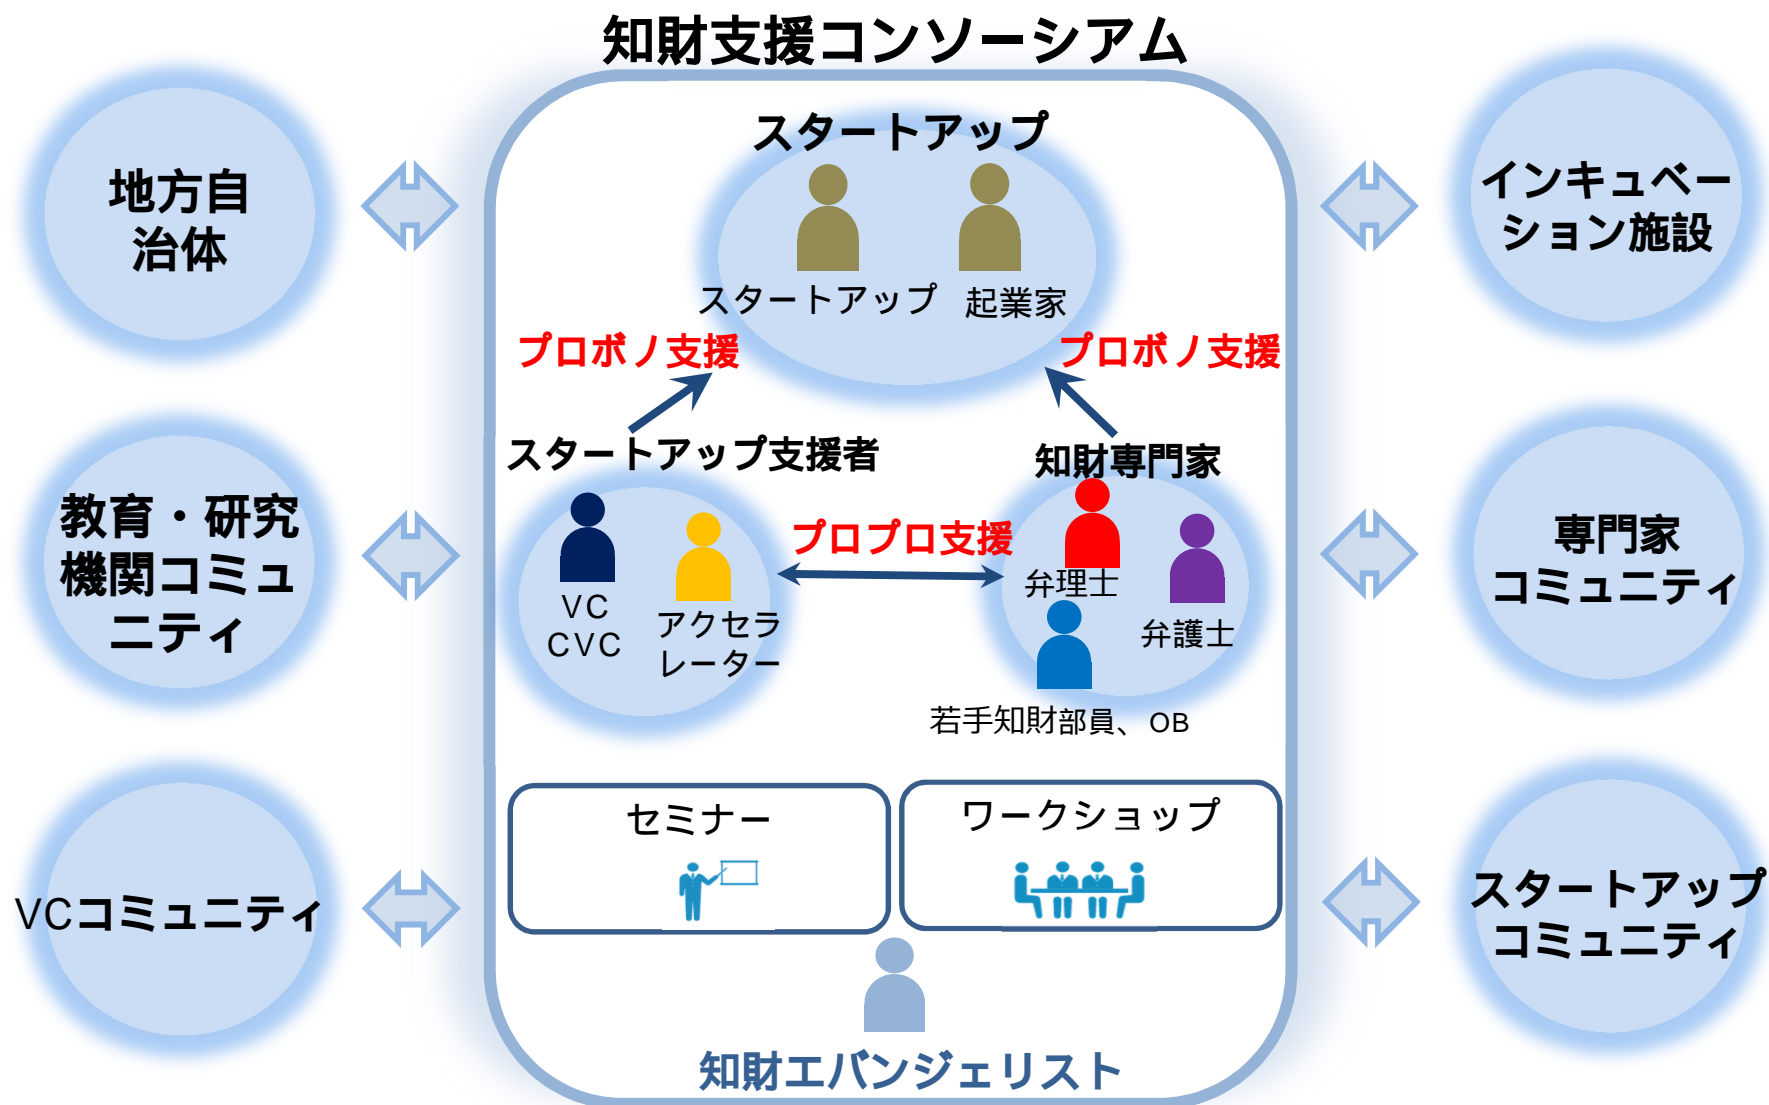 知財支援コンソーシアム
スタートアップ
スタートアップ
起業家
プロボノ支援
プロボノ支援
スタートアップ支援者
知財専門家
プロプロ支援
VC
CVC
アクセラ
レーター
弁理士
弁護士
若手知財部員、OB
セミナー
ワークショップ
知財エバンジェリスト
地方自
治体
教育・研究
機関コミュ
ニティ
VCコミュニティ
インキュベー
ション施設
専門家
コミュニティ
スタートアップ
コミュニティ